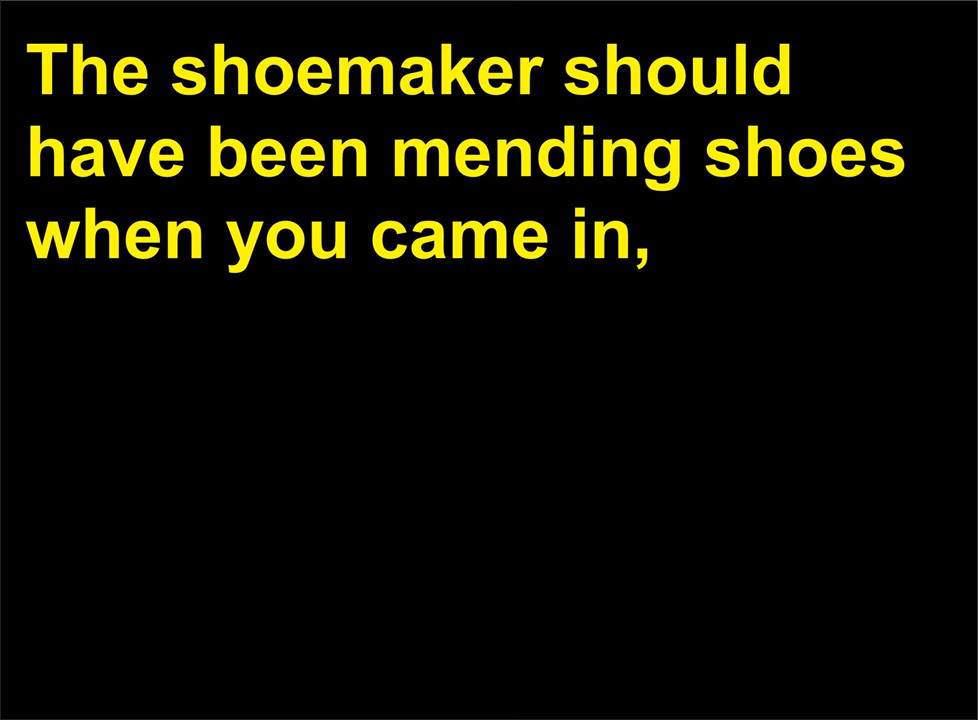 The shoemaker should
have been mending shoes
when you came in,